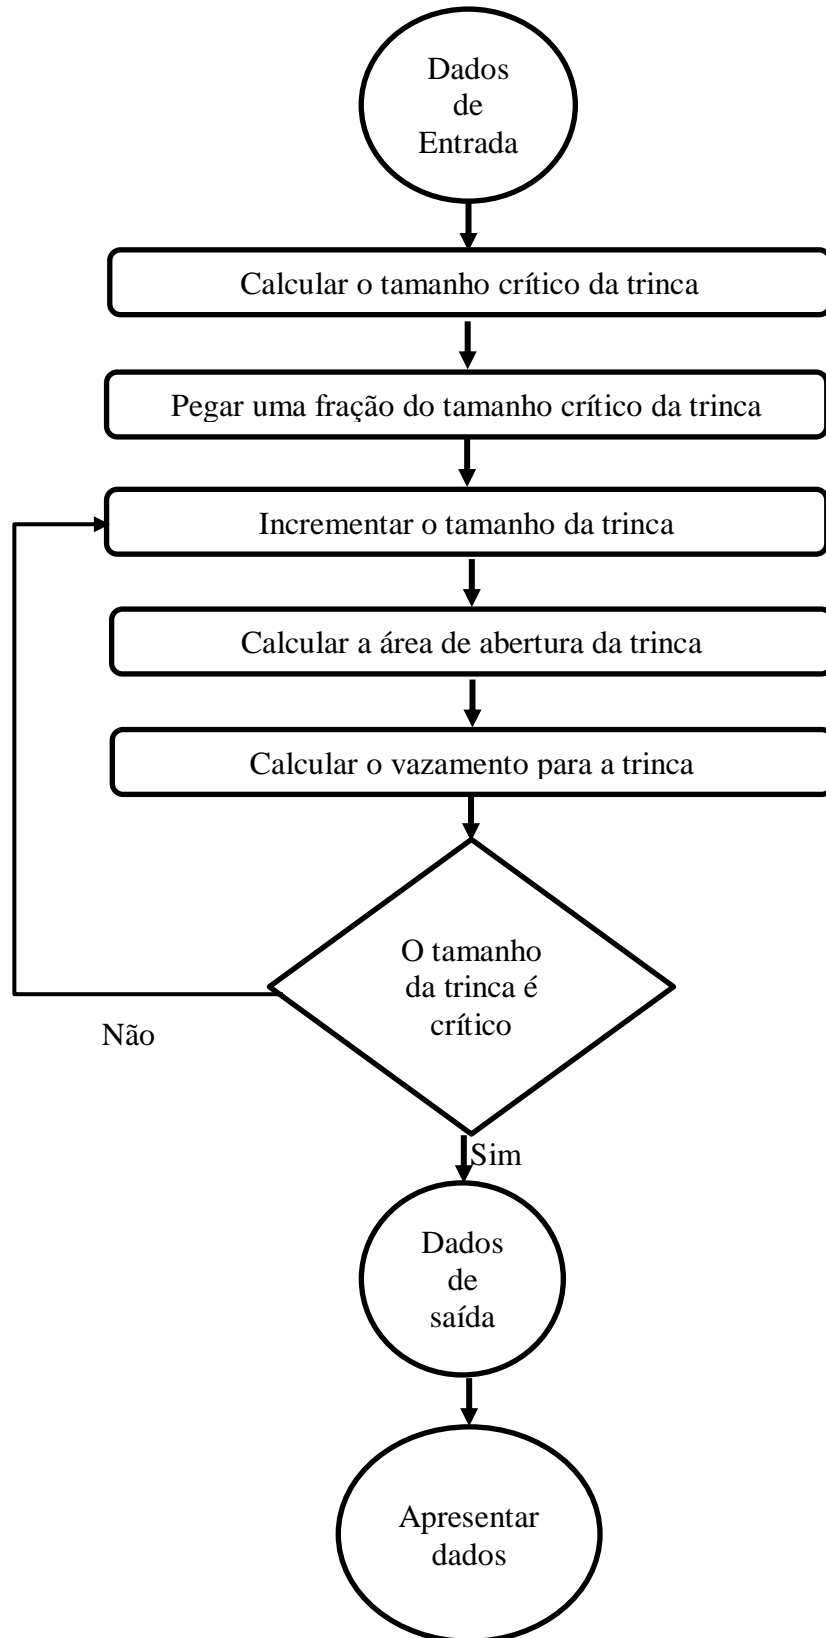 Dados
de
Entrada
Calcular o tamanho crítico da trinca
Pegar uma fração do tamanho crítico da trinca
Incrementar o tamanho da trinca
Calcular a área de abertura da trinca
Calcular o vazamento para a trinca
O tamanho
da trinca é
crítico
Não
Sim
Dados
de
saída
Apresentar
dados